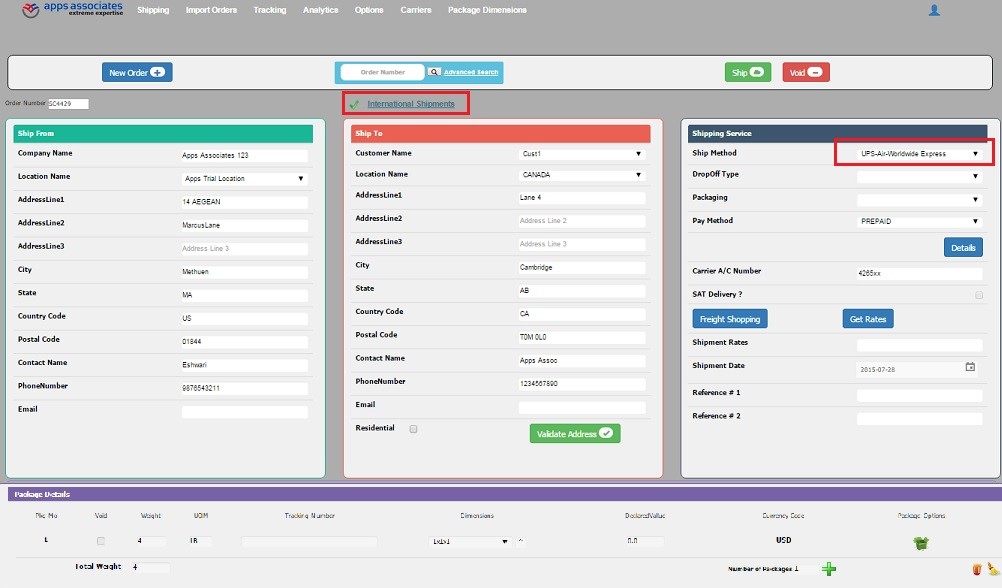 apps associates
extreme expertise
Shipping Import Orders Tracking Analytics Options Carriers Package Dimensions
New Order Order Number Advanced Search Ship Void
Order Number SC4429 International Shipments
Ship From
Company Name Apps Associates 123
Location Name Apps Trial Location
AddressLine1 14 AEGEAN
AddressLine2 MarcusLane
AddressLine3 Address Line 3
City Methuen
State MA
Country Code US
Postal Code 01844
Contact Name Eshwari
PhoneNumber 9876543211
Email
Ship To
Customer Name Cust1
Location Name CANADA
AddressLine1 Lane 4
AddressLine2 Address Line 2
AddressLine3 Address Line 3
City Cambridge
State AB
Country Code CA
Postal Code T0M 0L0
Contact Name Apps Assoc
PhoneNumber 1234567890
Email
Residential
Validate Address
Shipping Service
Ship Method UPS-Air-Worldwide Express
DropOff Type
Packaging
Pay Method PREPAID
Details
Carrier A/C Number 4265xx
SAT Delivery ?
Freight Shopping Get Rates
Shipment Rates
Shipment Date 2015-07-28
Reference # 1
Reference # 2
Package Details
Pkg No Void Weight UOM Tracking Number Dimensions DeclaredValue Currency Code Package Options
1 4 LB 1x1x1 0.0 USD
Total Weight 4 Number of Packages 1